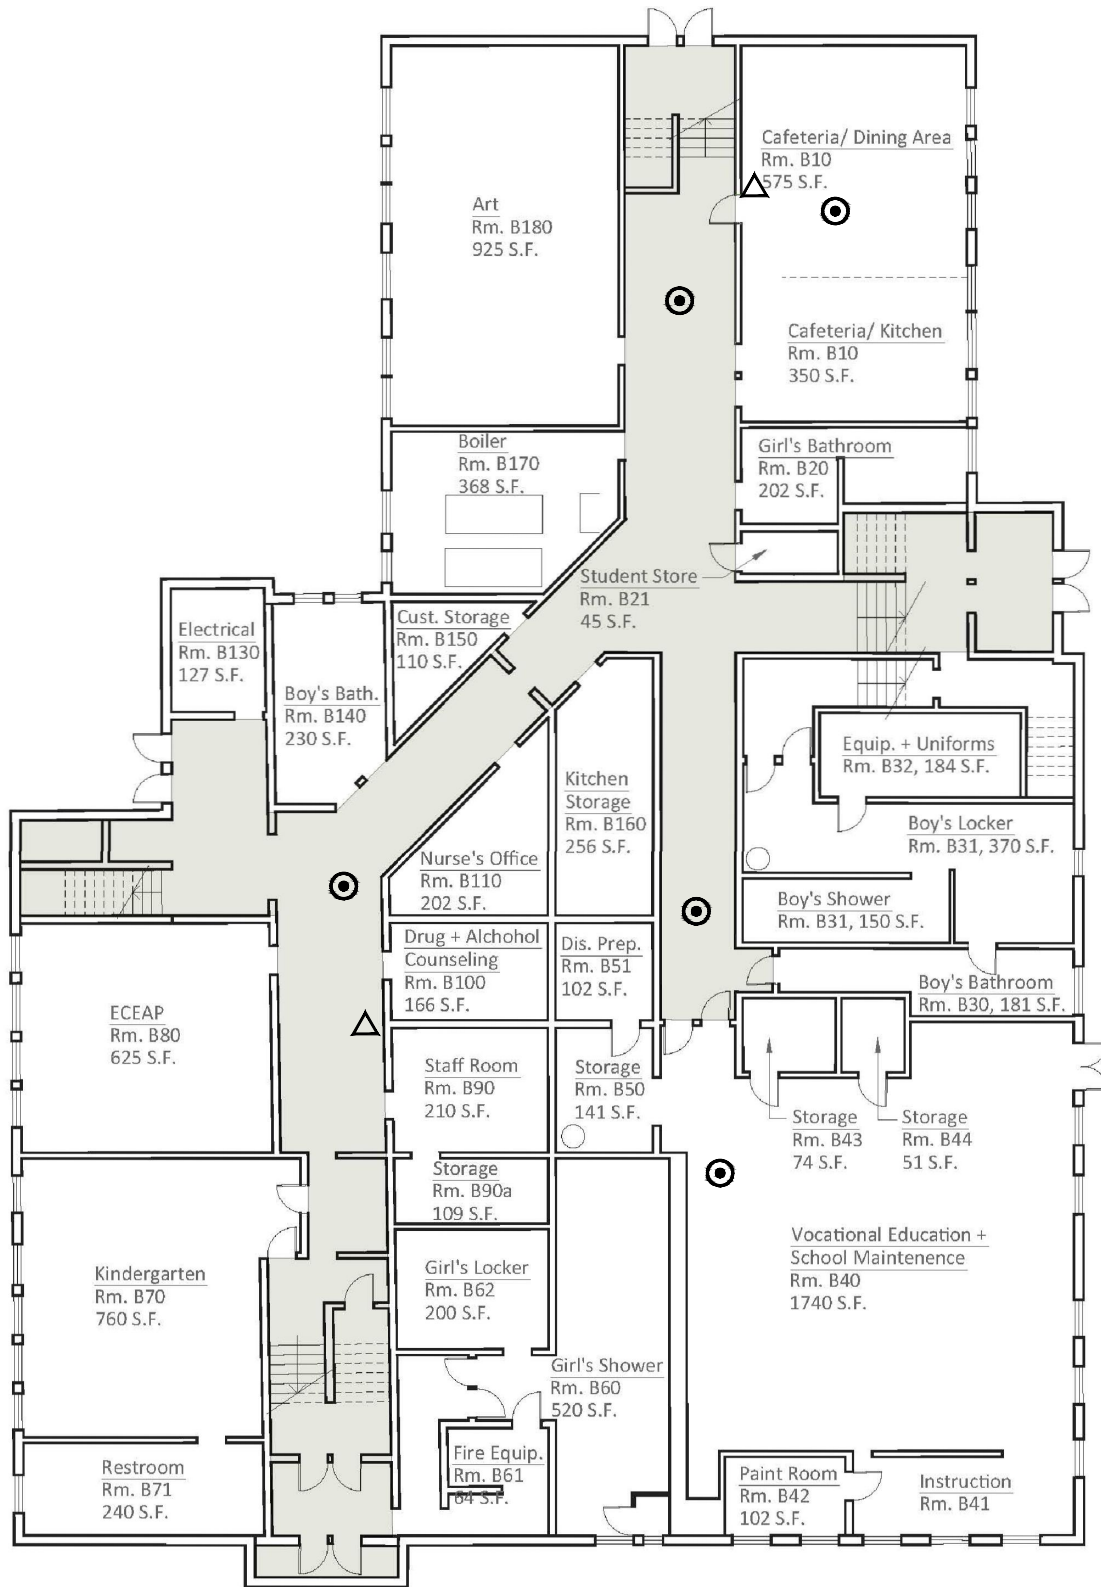 Cafeteria/ Dining Area
Rm. B10
575 S.F.
Art
Rm. B180
925 S.F.
Cafeteria/ Kitchen
Rm. B10
350 S.F.
Boiler
Rm. B170
368 S.F.
Girl's Bathroom
Rm. B20
202 S.F.
Student Store
Rm. B21
45 S.F.
Cust. Storage
Rm. B150
110 S.F.
Electrical
Rm. B130
127 S.F.
Boy's Bath.
Rm. B140
230 S.F.
Equip. + Uniforms
Rm. B32, 184 S.F.
Kitchen
Storage
Rm. B160
256 S.F.
Boy's Locker
Rm. B31, 370 S.F.
Nurse's Office
Rm. B110
202 S.F.
Boy's Shower
Rm. B31, 150 S.F.
Drug + Alchohol
Counseling
Rm. B100
166 S.F.
Dis. Prep.
Rm. B51
102 S.F.
Boy's Bathroom
Rm. B30, 181 S.F.
ECEAP
Rm. B80
625 S.F.
Staff Room
Rm. B90
210 S.F.
Storage
Rm. B50
141 S.F.
Storage
Rm. B43
74 S.F.
Storage
Rm. B44
51 S.F.
Storage
Rm. B90a
109 S.F.
Vocational Education +
School Maintenence
Rm. B40
1740 S.F.
Kindergarten
Rm. B70
760 S.F.
Girl's Locker
Rm. B62
200 S.F.
Girl's Shower
Rm. B60
520 S.F.
Restroom
Rm. B71
240 S.F.
Fire Equip.
Rm. B61
64 S.F.
Paint Room
Rm. B42
102 S.F.
Instruction
Rm. B41